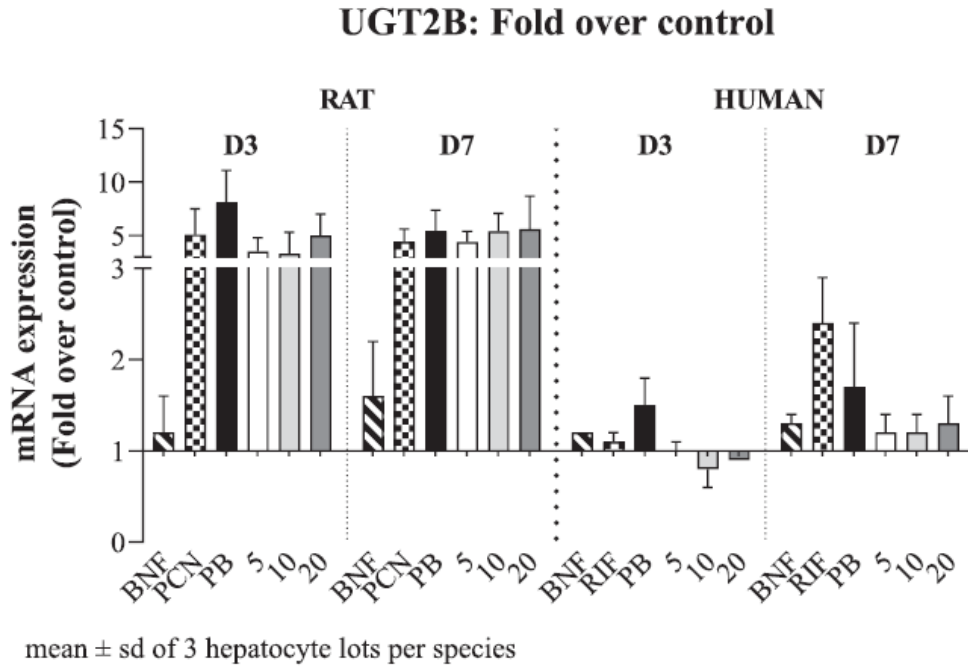 UGT2B: Fold over control
RAT HUMAN
D3 D7 D3 D7
mRNA expression
(Fold over control)
15
10
5
3
2
1
0
BNF PCN PB 5 10 20 BNF PCN PB 5 10 20 BNF RIF PB 5 10 20 BNF RIF PB 5 10 20
mean ± sd of 3 hepatocyte lots per species